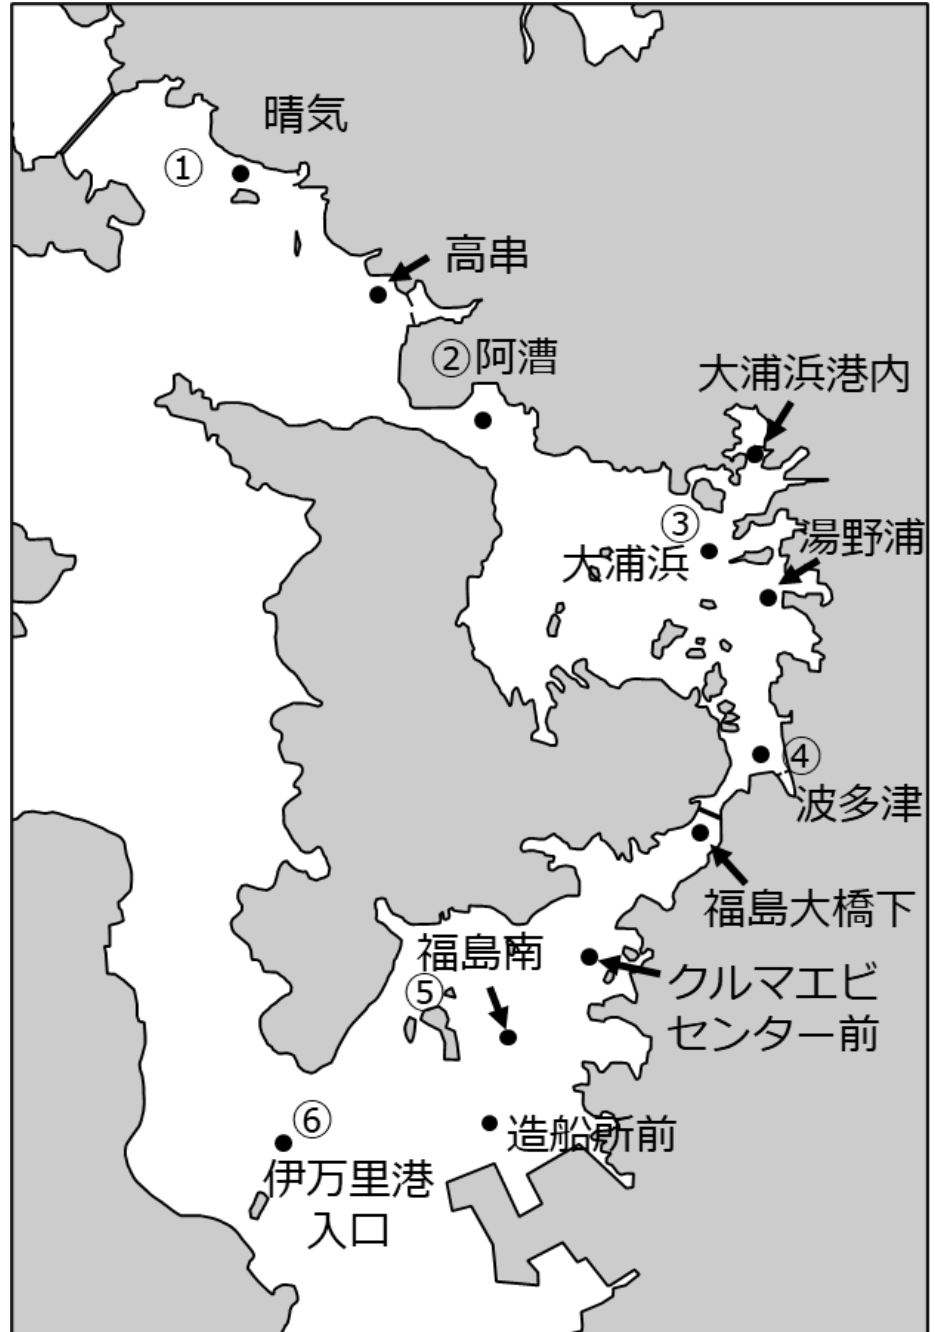 晴気
①
高串
②阿漕
大浦浜港内
③
大浦浜
湯野浦
④
波多津
福島大橋下
福島南
⑤
クルマエビ
センター前
⑥
造船所前
伊万里港
入口